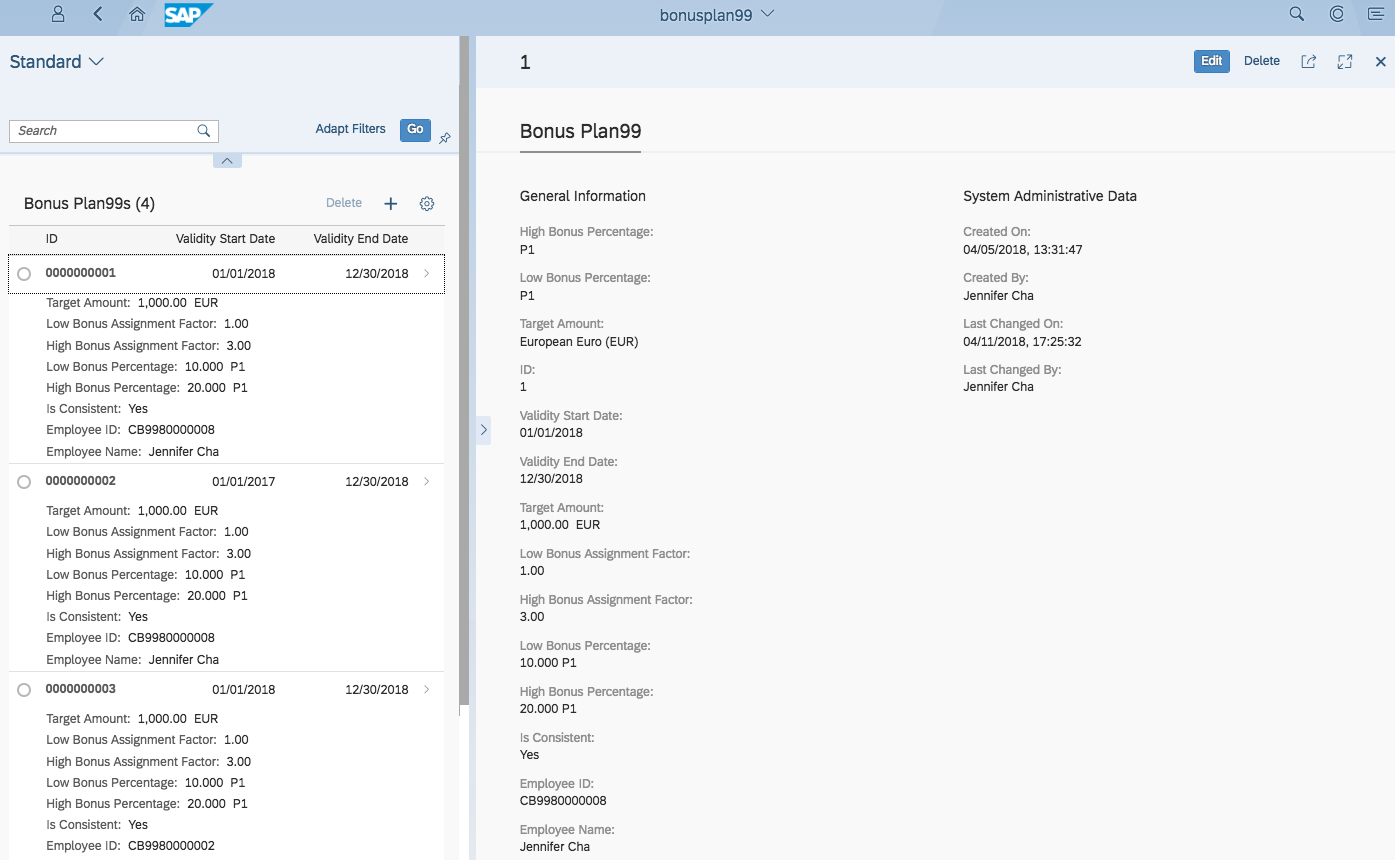 SAP
bonusplan99
Standard
Search
Adapt Filters
Go
Bonus Plan99s (4)
Delete
ID Validity Start Date Validity End Date
0000000001 01/01/2018 12/30/2018
Target Amount: 1,000.00 EUR
Low Bonus Assignment Factor: 1.00
High Bonus Assignment Factor: 3.00
Low Bonus Percentage: 10.000 P1
High Bonus Percentage: 20.000 P1
Is Consistent: Yes
Employee ID: CB9980000008
Employee Name: Jennifer Cha
0000000002 01/01/2017 12/30/2018
Target Amount: 1,000.00 EUR
Low Bonus Assignment Factor: 1.00
High Bonus Assignment Factor: 3.00
Low Bonus Percentage: 10.000 P1
High Bonus Percentage: 20.000 P1
Is Consistent: Yes
Employee ID: CB9980000008
Employee Name: Jennifer Cha
0000000003 01/01/2018 12/30/2018
Target Amount: 1,000.00 EUR
Low Bonus Assignment Factor: 1.00
High Bonus Assignment Factor: 3.00
Low Bonus Percentage: 10.000 P1
High Bonus Percentage: 20.000 P1
Is Consistent: Yes
Employee ID: CB9980000002
1
Edit
Delete
Bonus Plan99
General Information
High Bonus Percentage:
P1
Low Bonus Percentage:
P1
Target Amount:
European Euro (EUR)
ID:
1
Validity Start Date:
01/01/2018
Validity End Date:
12/30/2018
Target Amount:
1,000.00 EUR
Low Bonus Assignment Factor:
1.00
High Bonus Assignment Factor:
3.00
Low Bonus Percentage:
10.000 P1
High Bonus Percentage:
20.000 P1
Is Consistent:
Yes
Employee ID:
CB9980000008
Employee Name:
Jennifer Cha
System Administrative Data
Created On:
04/05/2018, 13:31:47
Created By:
Jennifer Cha
Last Changed On:
04/11/2018, 17:25:32
Last Changed By:
Jennifer Cha